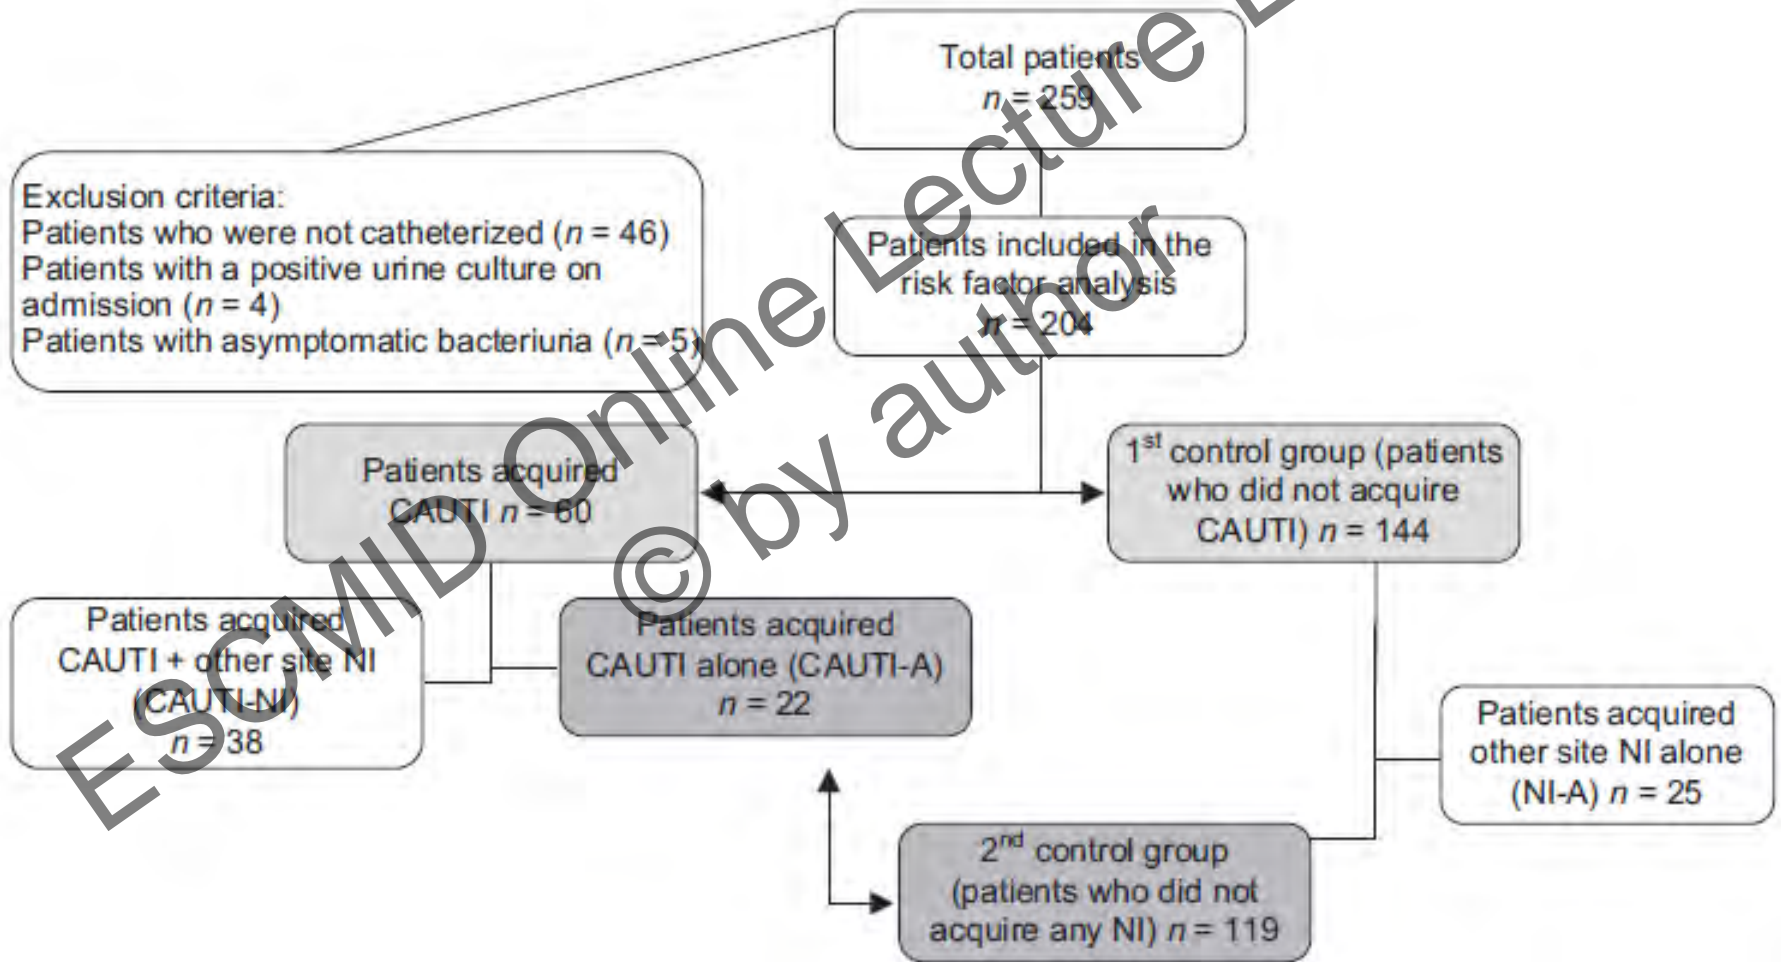 Total patients
n = 259
Exclusion criteria:
Patients who were not catheterized (n = 46)
Patients with a positive urine culture on
admission (n = 4)
Patients with asymptomatic bacteriuria (n = 5)
Patients included in the
risk factor analysis
n = 204
Patients acquired
CAUTI n = 60
1st control group (patients
who did not acquire
CAUTI) n = 144
Patients acquired
CAUTI + other site NI
(CAUTI-NI)
n = 38
Patients acquired
CAUTI alone (CAUTI-A)
n = 22
Patients acquired
other site NI alone
(NI-A) n = 25
2nd control group
(patients who did not
acquire any NI) n = 119
ESCMID Online Lecture
© by author